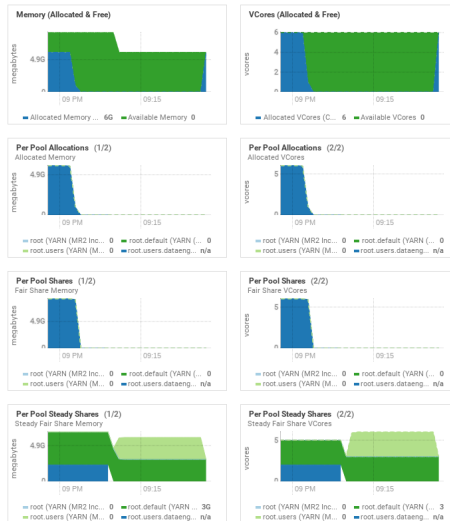 Memory (Allocated & Free)
megabytes
4.9G
0
09 PM
09:15
Allocated Memory ... 6G Available Memory 0
VCores (Allocated & Free)
vcores
6
4
2
0
09 PM
09:15
Allocated VCores (C... 6 Available VCores 0
Per Pool Allocations (1/2)
Allocated Memory
megabytes
4.9G
0
09 PM
09:15
root (YARN (MR2 Inc... 0 root.default (YARN (... 0
root.users (YARN (M... 0 root.users.dataeng... n/a
Per Pool Allocations (2/2)
Allocated VCores
vcores
5
0
09 PM
09:15
root (YARN (MR2 Inc... 0 root.default (YARN (... 0
root.users (YARN (M... 0 root.users.dataeng... n/a
Per Pool Shares (1/2)
Fair Share Memory
megabytes
4.9G
0
09 PM
09:15
root (YARN (MR2 Inc... 0 root.default (YARN (... 0
root.users (YARN (M... 0 root.users.dataeng... n/a
Per Pool Shares (2/2)
Fair Share VCores
vcores
5
0
09 PM
09:15
root (YARN (MR2 Inc... 0 root.default (YARN (... 0
root.users (YARN (M... 0 root.users.dataeng... n/a
Per Pool Steady Shares (1/2)
Steady Fair Share Memory
megabytes
4.9G
0
09 PM
09:15
root (YARN (MR2 Inc... 0 root.default (YARN ... 3G
root.users (YARN (M... 0 root.users.dataeng... n/a
Per Pool Steady Shares (2/2)
Steady Fair Share VCores
vcores
5
0
09 PM
09:15
root (YARN (MR2 Inc... 0 root.default (YARN (... 3
root.users (YARN (M... 0 root.users.dataeng... n/a